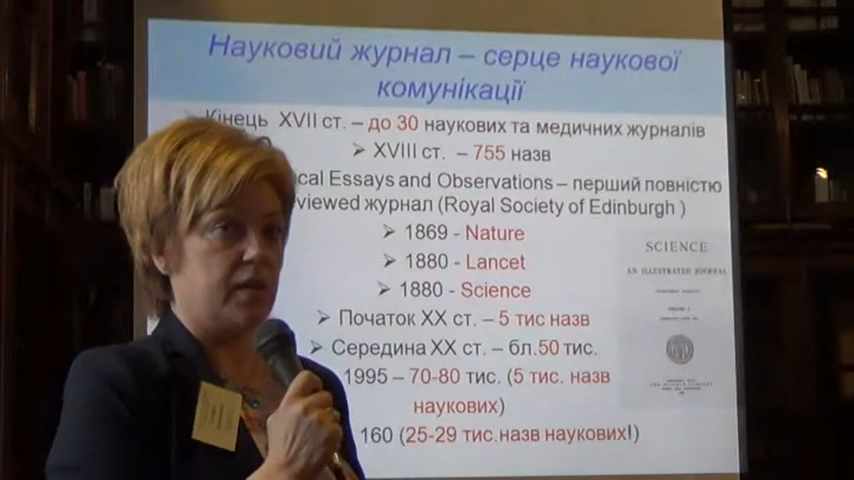 Науковий журнал – серце наукової
комунікації
Кінець XVII ст. – до 30 наукових та медичних журналів
XVIII ст. – 755 назв
Essays and Observations – перший повністю
журнал (Royal Society of Edinburgh )
1869 - Nature
1880 - Lancet
1880 - Science
SCIENCE
AN ILLUSTRATED JOURNAL
Початок XX ст. – 5 тис назв
Середина XX ст. – бл.50 тис.
1995 – 70-80 тис. (5 тис. назв
наукових)
160 (25-29 тис.назв наукових!)